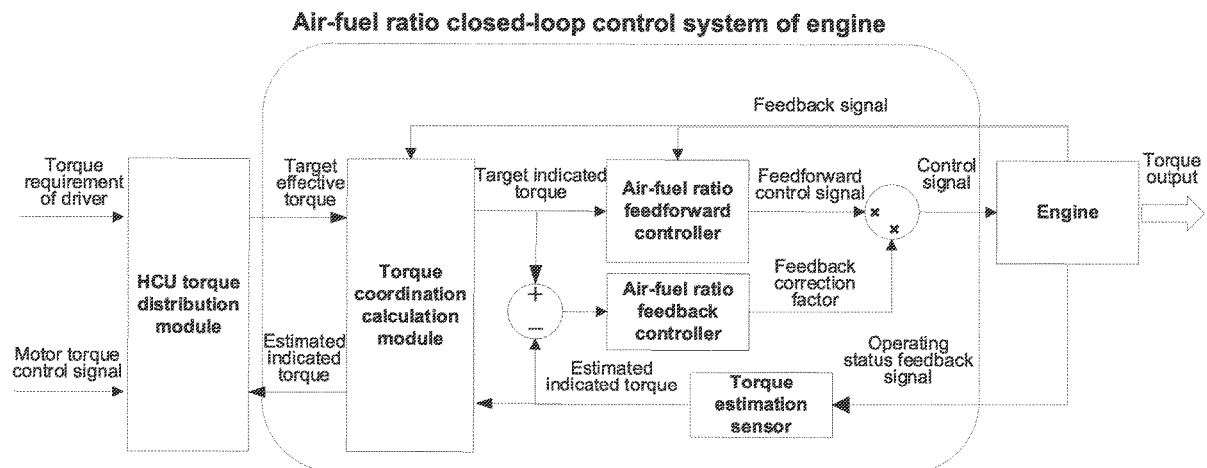 Air-fuel ratio closed-loop control system of engine
Feedback signal
Torque
requirement
of driver
Target
effective
torque
Target indicated
torque
Air-fuel ratio
feedforward
controller
Feedforward
control signal
Control
signal
Engine
Torque
output
HCU torque
distribution
module
Torque
coordination
calculation
module
+
−
Air-fuel ratio
feedback
controller
Feedback
correction
factor
×
×
Motor torque
control signal
Estimated
indicated
torque
Estimated
indicated torque
Torque
estimation
sensor
Operating
status feedback
signal